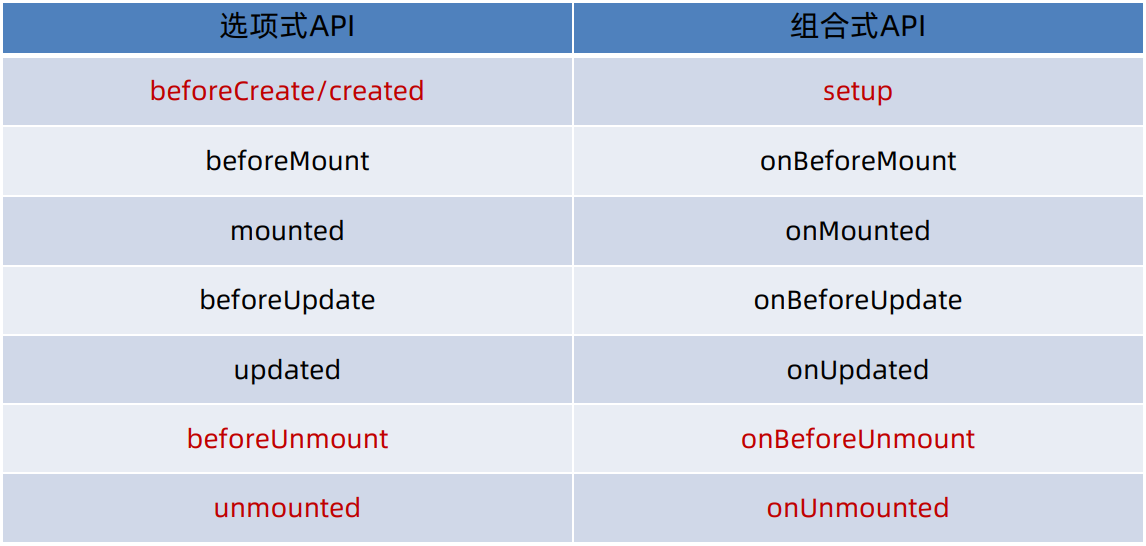 选项式API 组合式API
beforeCreate/created setup
beforeMount onBeforeMount
mounted onMounted
beforeUpdate onBeforeUpdate
updated onUpdated
beforeUnmount onBeforeUnmount
unmounted onUnmounted